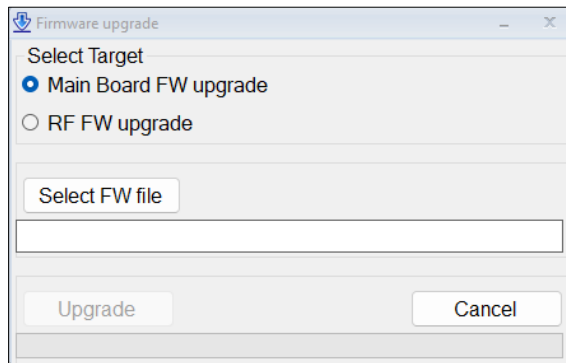 Firmware upgrade
Select Target
Main Board FW upgrade
RF FW upgrade
Select FW file
Upgrade Cancel